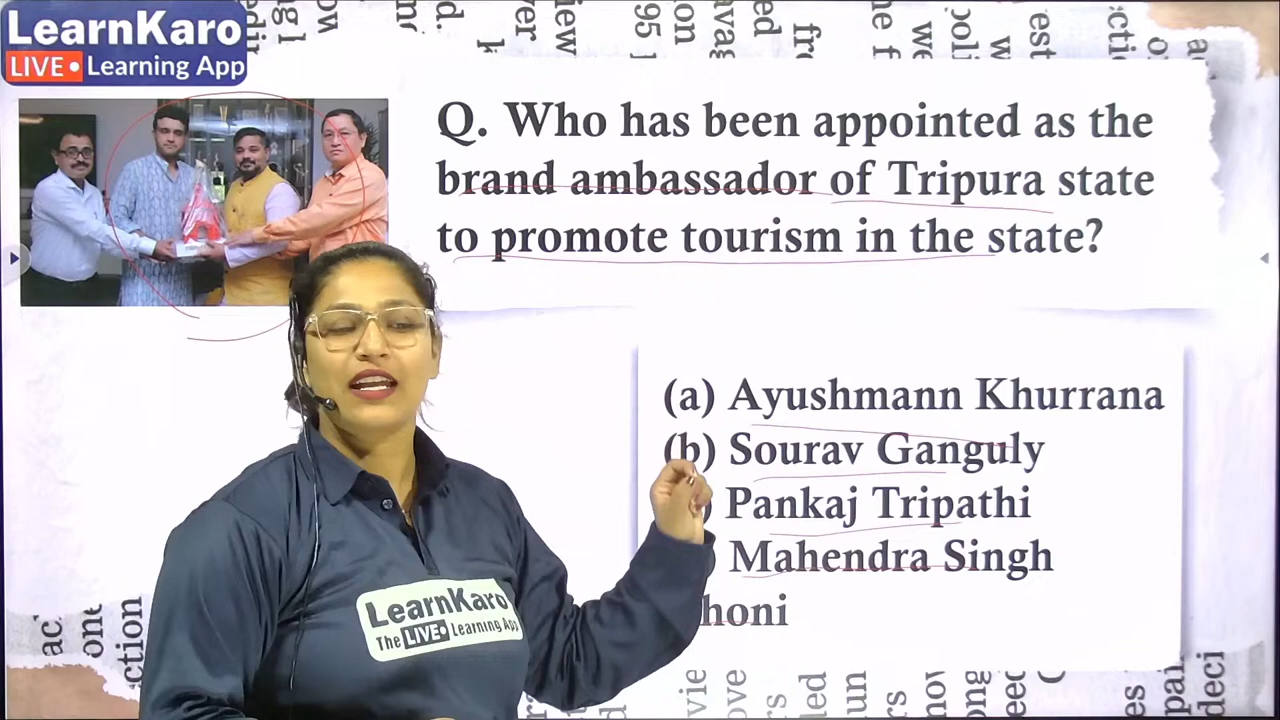 LearnKaro
LIVE • Learning App
Q. Who has been appointed as the
brand ambassador of Tripura state
to promote tourism in the state?
(a) Ayushmann Khurrana
(b) Sourav Ganguly
) Pankaj Tripathi
) Mahendra Singh
honi
LearnKaro
The LIVE • Learning App